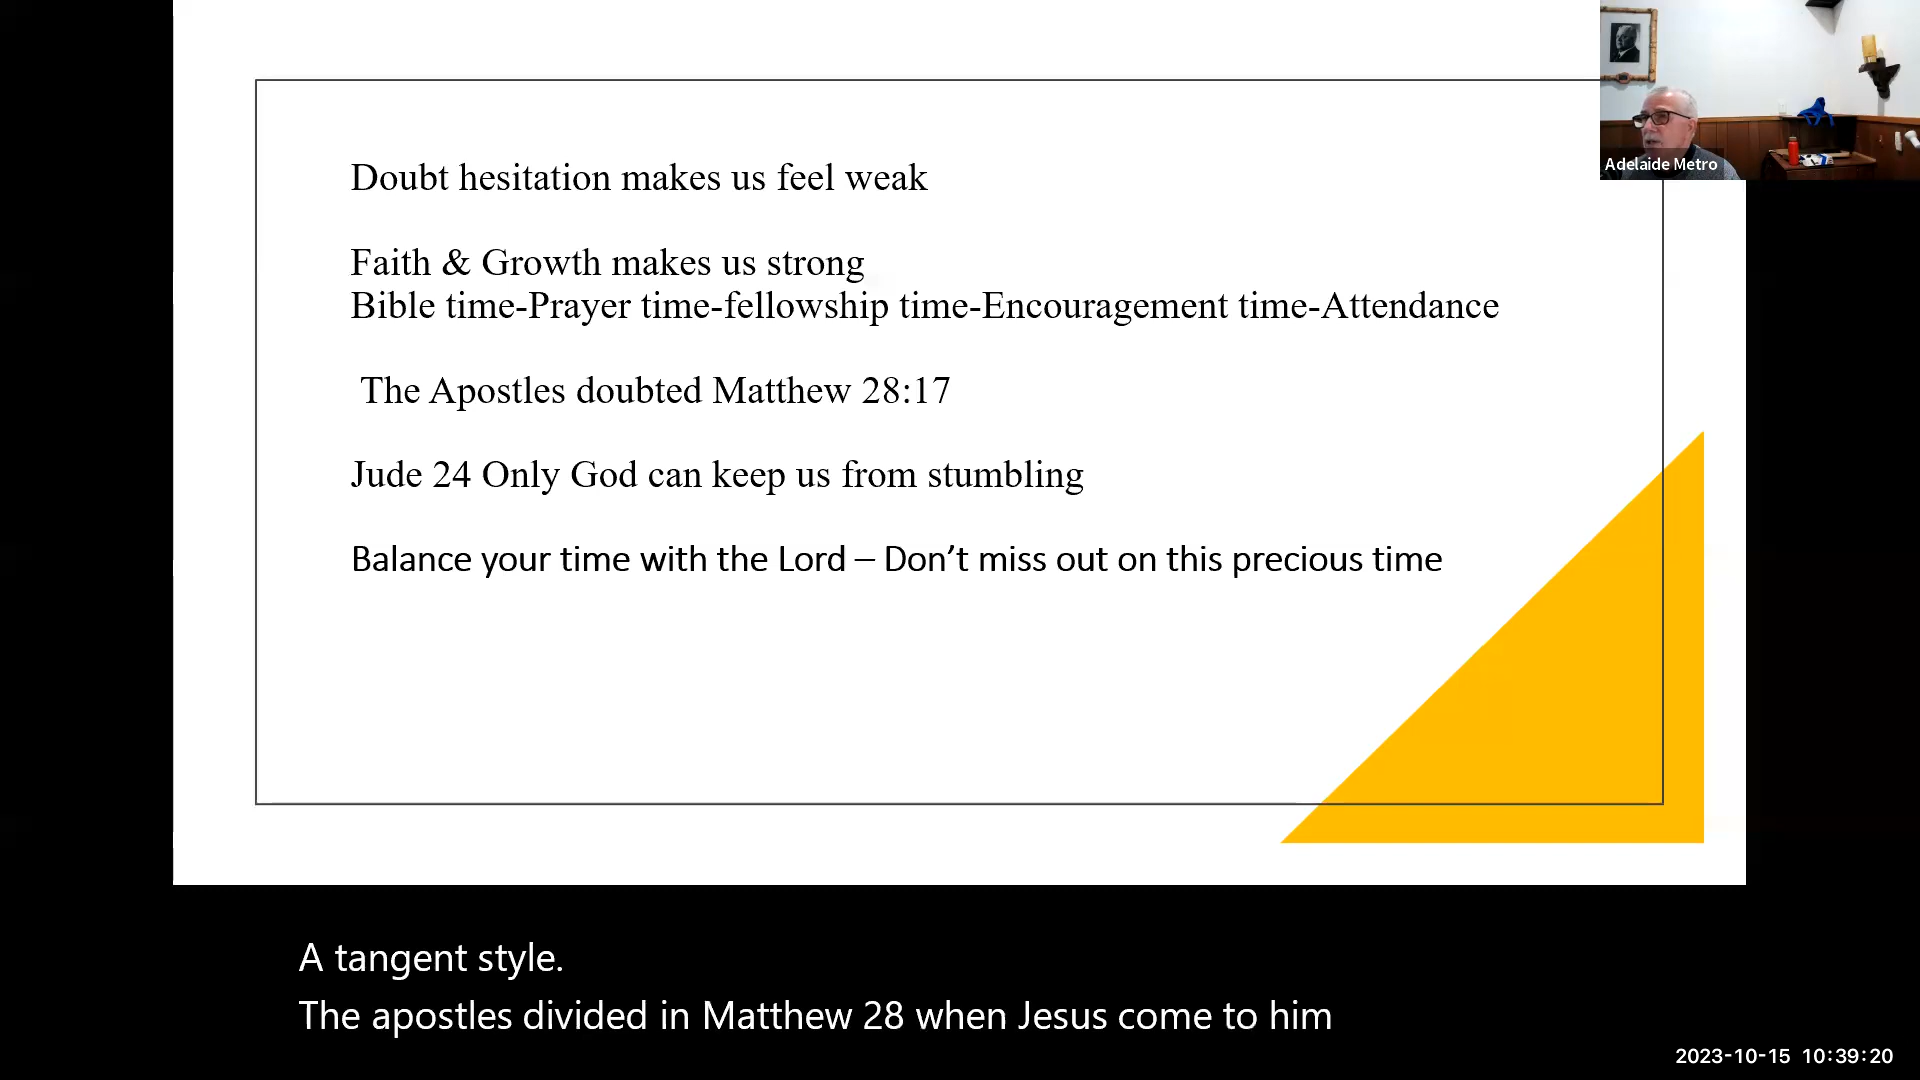 Doubt hesitation makes us feel weak
Faith & Growth makes us strong
Bible time-Prayer time-fellowship time-Encouragement time-Attendance
The Apostles doubted Matthew 28:17
Jude 24 Only God can keep us from stumbling
Balance your time with the Lord – Don’t miss out on this precious time
Adelaide Metro
A tangent style.
The apostles divided in Matthew 28 when Jesus come to him
2023-10-15 10:39:20